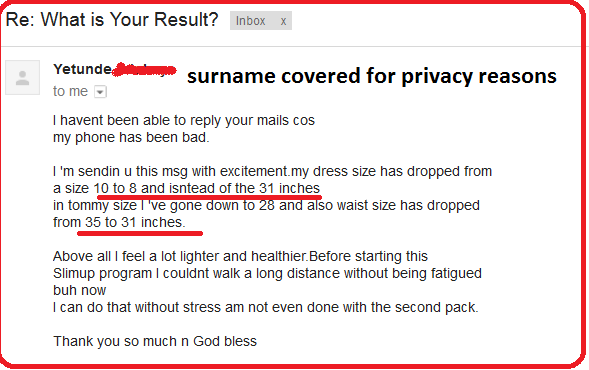 Re: What is Your Result?
Inbox x
Yetunde
surname covered for privacy reasons
to me
I havent been able to reply your mails cos
my phone has been bad.
I 'm sendin u this msg with excitement.my dress size has dropped from
a size 10 to 8 and isntead of the 31 inches
in tommy size I 've gone down to 28 and also waist size has dropped
from 35 to 31 inches.
Above all I feel a lot lighter and healthier.Before starting this
Slimup program I couldnt walk a long distance without being fatigued
buh now
I can do that without stress am not even done with the second pack.
Thank you so much n God bless